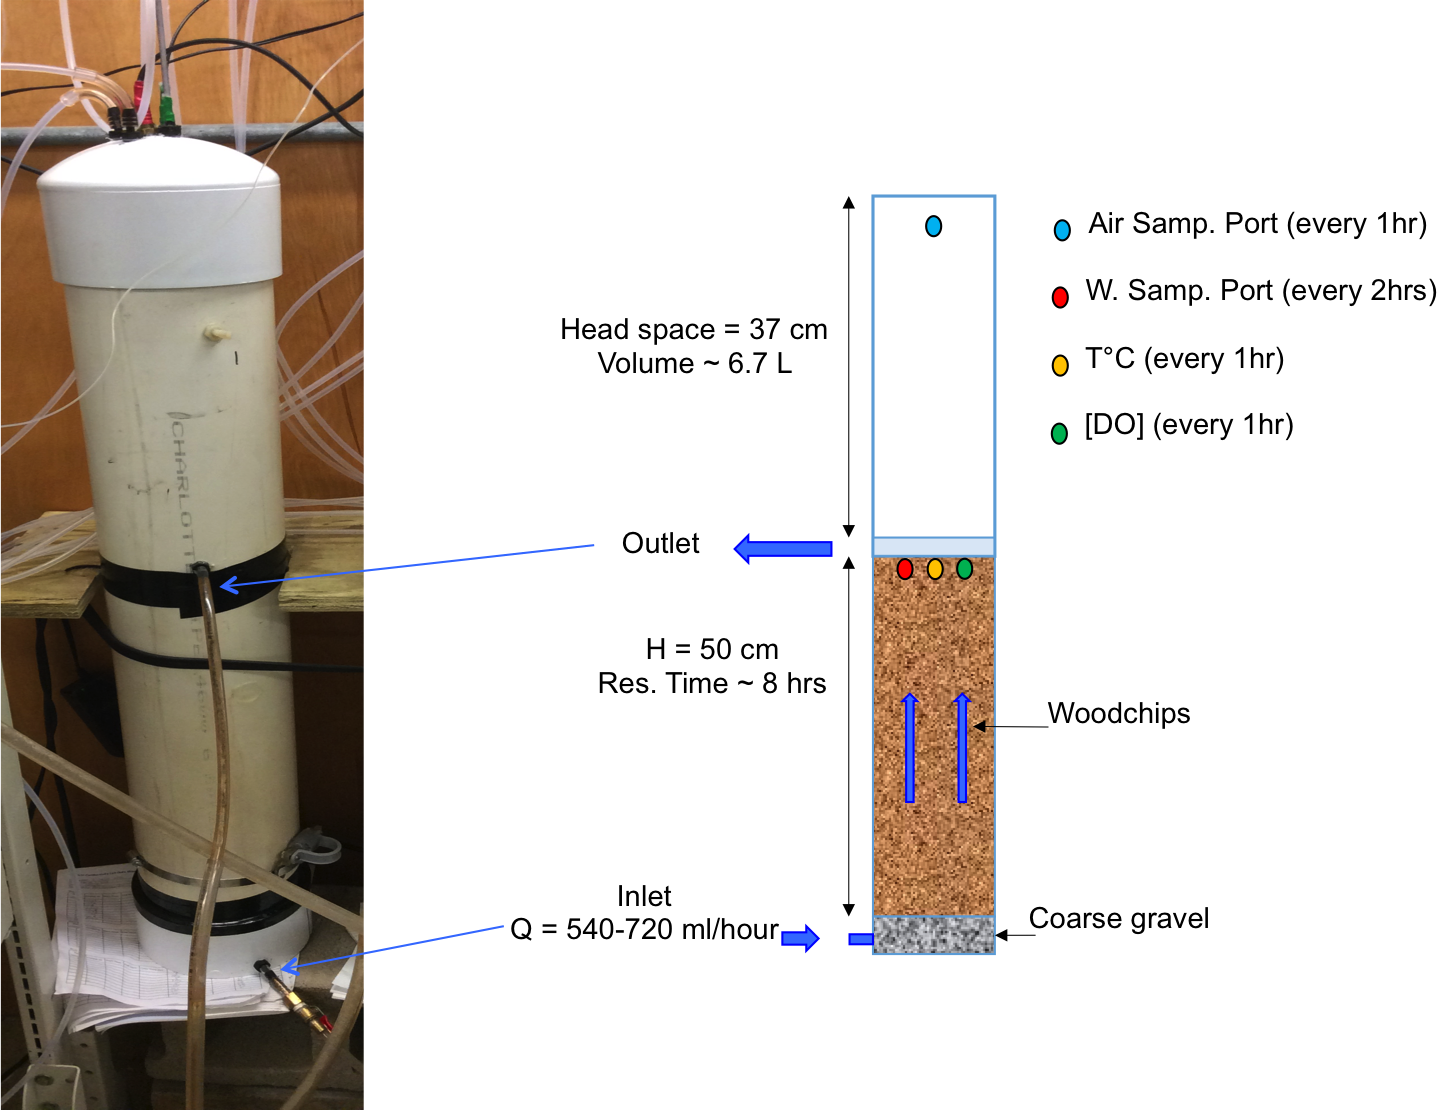 Air Samp. Port (every 1hr)
W. Samp. Port (every 2hrs)
T°C (every 1hr)
[DO] (every 1hr)
Head space = 37 cm
Volume ~ 6.7 L
Outlet
H = 50 cm
Res. Time ~ 8 hrs
Woodchips
Inlet
Q = 540-720 ml/hour
Coarse gravel
1